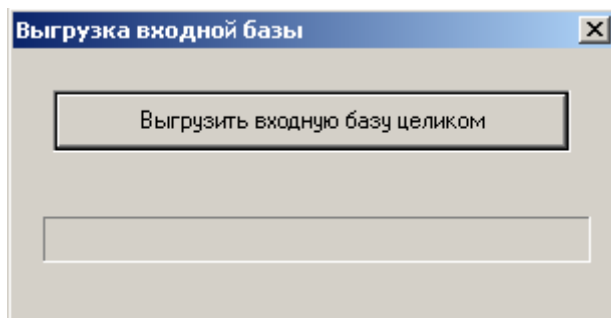 Выгрузка входной базы
Выгрузить входную базу целиком